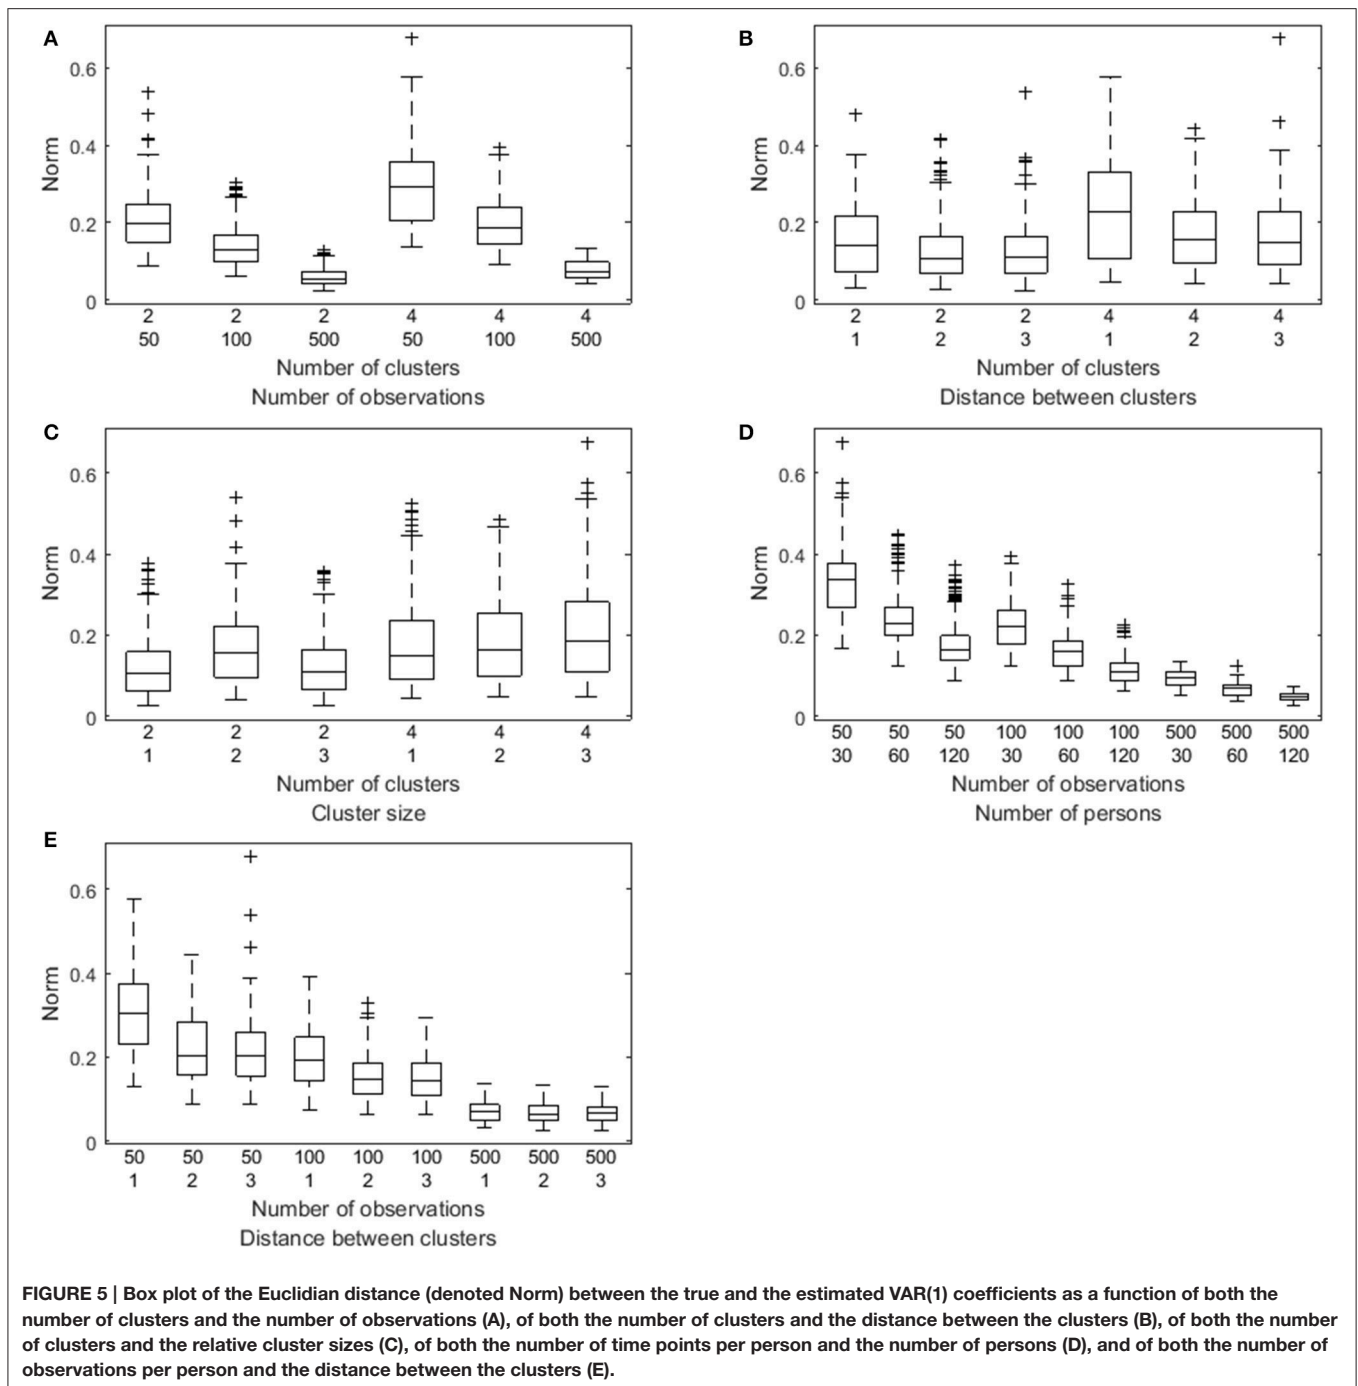 A
0.6
0.4
0.2
0
Norm
2 2 2 4 4 4
50 100 500 50 100 500
Number of clusters
Number of observations
B
0.6
0.4
0.2
0
Norm
2 2 2 4 4 4
1 2 3 1 2 3
Number of clusters
Distance between clusters
C
0.6
0.4
0.2
0
Norm
2 2 2 4 4 4
1 2 3 1 2 3
Number of clusters
Cluster size
D
0.6
0.4
0.2
0
Norm
50 50 50 100 100 100 500 500 500
30 60 120 30 60 120 30 60 120
Number of observations
Number of persons
E
0.6
0.4
0.2
0
Norm
50 50 50 100 100 100 500 500 500
1 2 3 1 2 3 1 2 3
Number of observations
Distance between clusters
FIGURE 5 | Box plot of the Euclidian distance (denoted Norm) between the true and the estimated VAR(1) coefficients as a function of both the
number of clusters and the number of observations (A), of both the number of clusters and the distance between the clusters (B), of both the number
of clusters and the relative cluster sizes (C), of both the number of time points per person and the number of persons (D), and of both the number of
observations per person and the distance between the clusters (E).